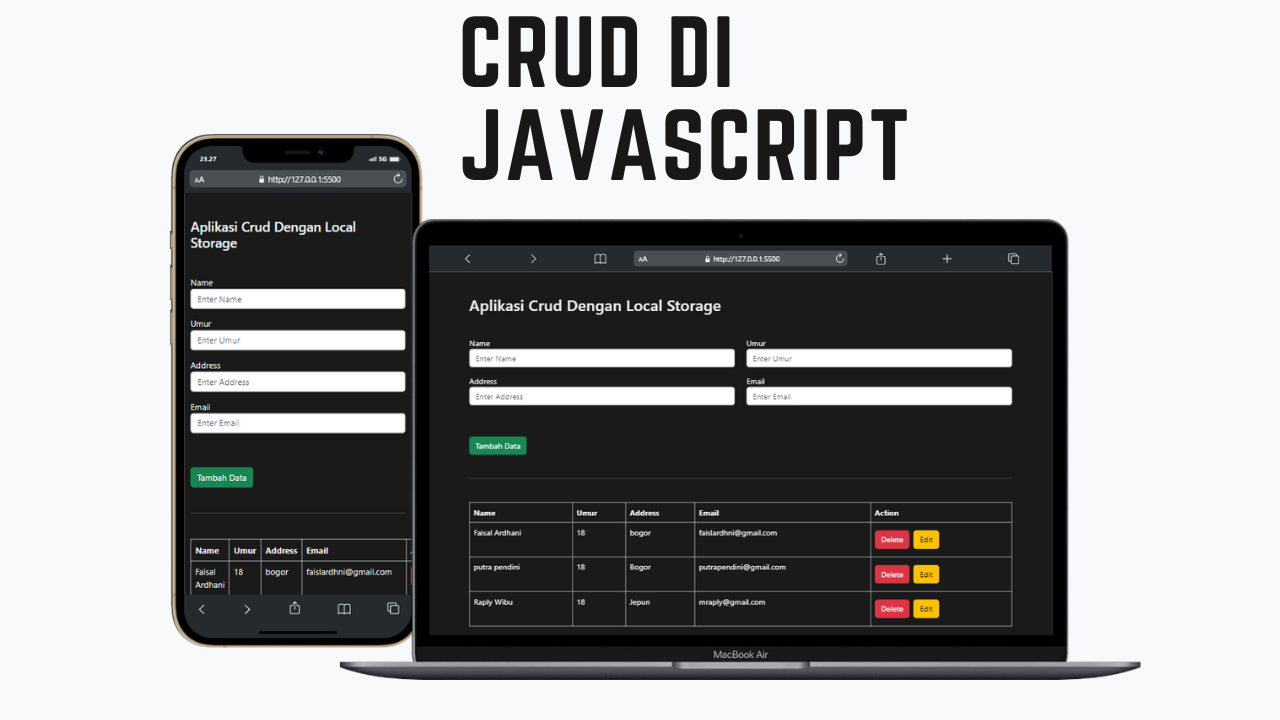 CRUD DI
JAVASCRIPT
23.27
5G
AA
http://127.0.0.1:5500
Aplikasi Crud Dengan Local
Storage
Name
Enter Name
Umur
Enter Umur
Address
Enter Address
Email
Enter Email
Tambah Data
Name Umur Address Email
Faisal 18 bogor faislardhni@gmail.com
Ardhani
AA http://127.0.0.1:5500
Aplikasi Crud Dengan Local Storage
Name Umur
Enter Name Enter Umur
Address Email
Enter Address Enter Email
Tambah Data
Name Umur Address Email Action
Faisal Ardhani 18 bogor faislardhni@gmail.com Delete Edit
putra pendini 18 Bogor putrapendini@gmail.com Delete Edit
Raply Wibu 18 Jepun mraply@gmail.com Delete Edit
MacBook Air